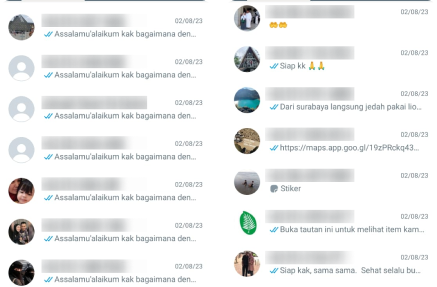 02/08/23
Assalamu'alaikum kak bagaimana den...
02/08/23
Assalamu'alaikum kak bagaimana den...
02/08/23
Assalamu'alaikum kak bagaimana den...
02/08/23
Assalamu'alaikum kak bagaimana den...
02/08/23
Assalamu'alaikum kak bagaimana den...
02/08/23
Assalamu'alaikum kak bagaimana den...
02/08/23
Assalamu'alaikum kak bagaimana den...
02/08/23
🤲🤲
02/08/23
Siap kk 🙏🙏
02/08/23
Dari surabaya langsung jedah pakai lio...
02/08/23
https://maps.app.goo.gl/19zPRckq43...
02/08/23
Stiker
02/08/23
Buka tautan ini untuk melihat item kam...
02/08/23
Siap kak, sama sama. Sehat selalu bu...